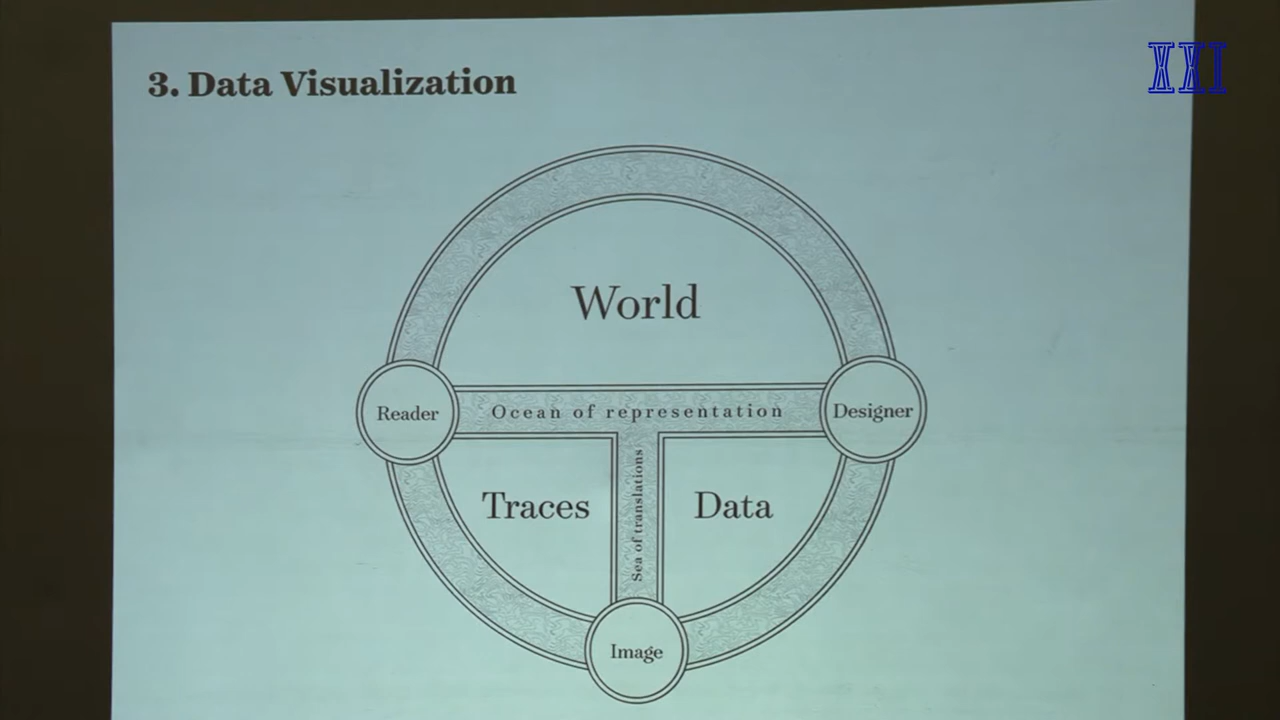 3. Data Visualization
XXI
World
Reader
Ocean of representation
Designer
Traces
Sea of translations
Data
Image